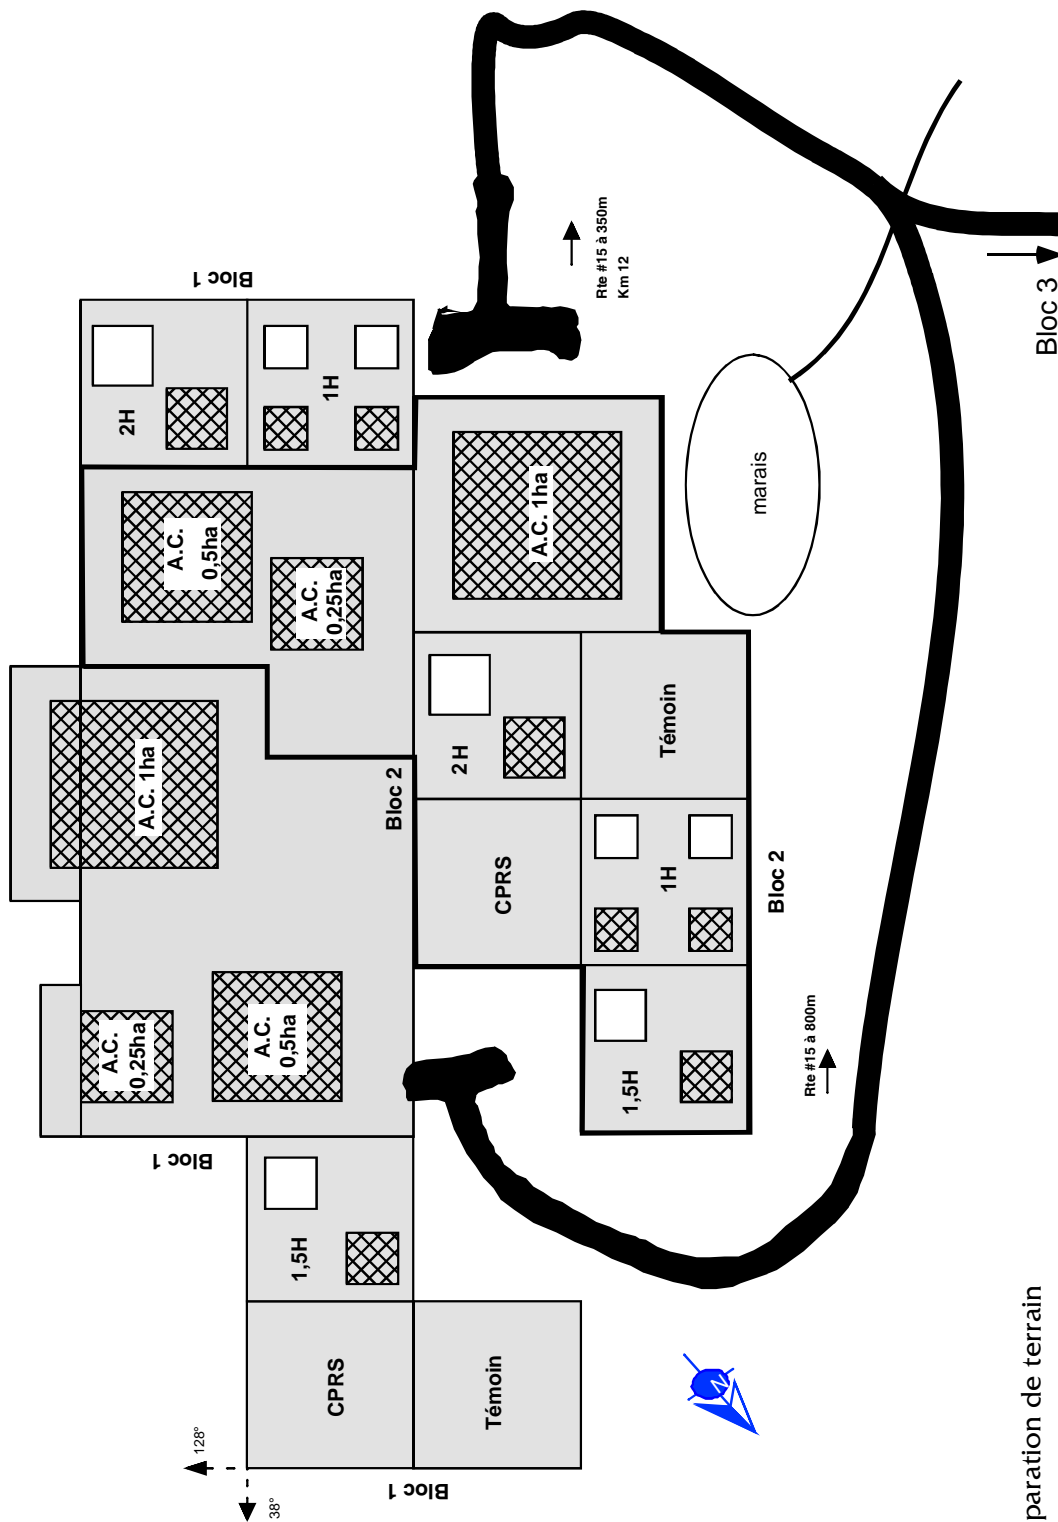 Bloc 1
2H
1H
A.C.
0,5ha
A.C.
0,25ha
A.C. 1ha
Bloc 2
A.C. 1ha
2H
Témoin
CPRS
1H
Bloc 2
1,5H
A.C.
0,25ha
A.C.
0,5ha
Bloc 1
1,5H
CPRS
Témoin
Bloc 1
128°
38°
Rte #15 à 350m
Km 12
marais
Bloc 3
Rte #15 à 800m
N
paration de terrain